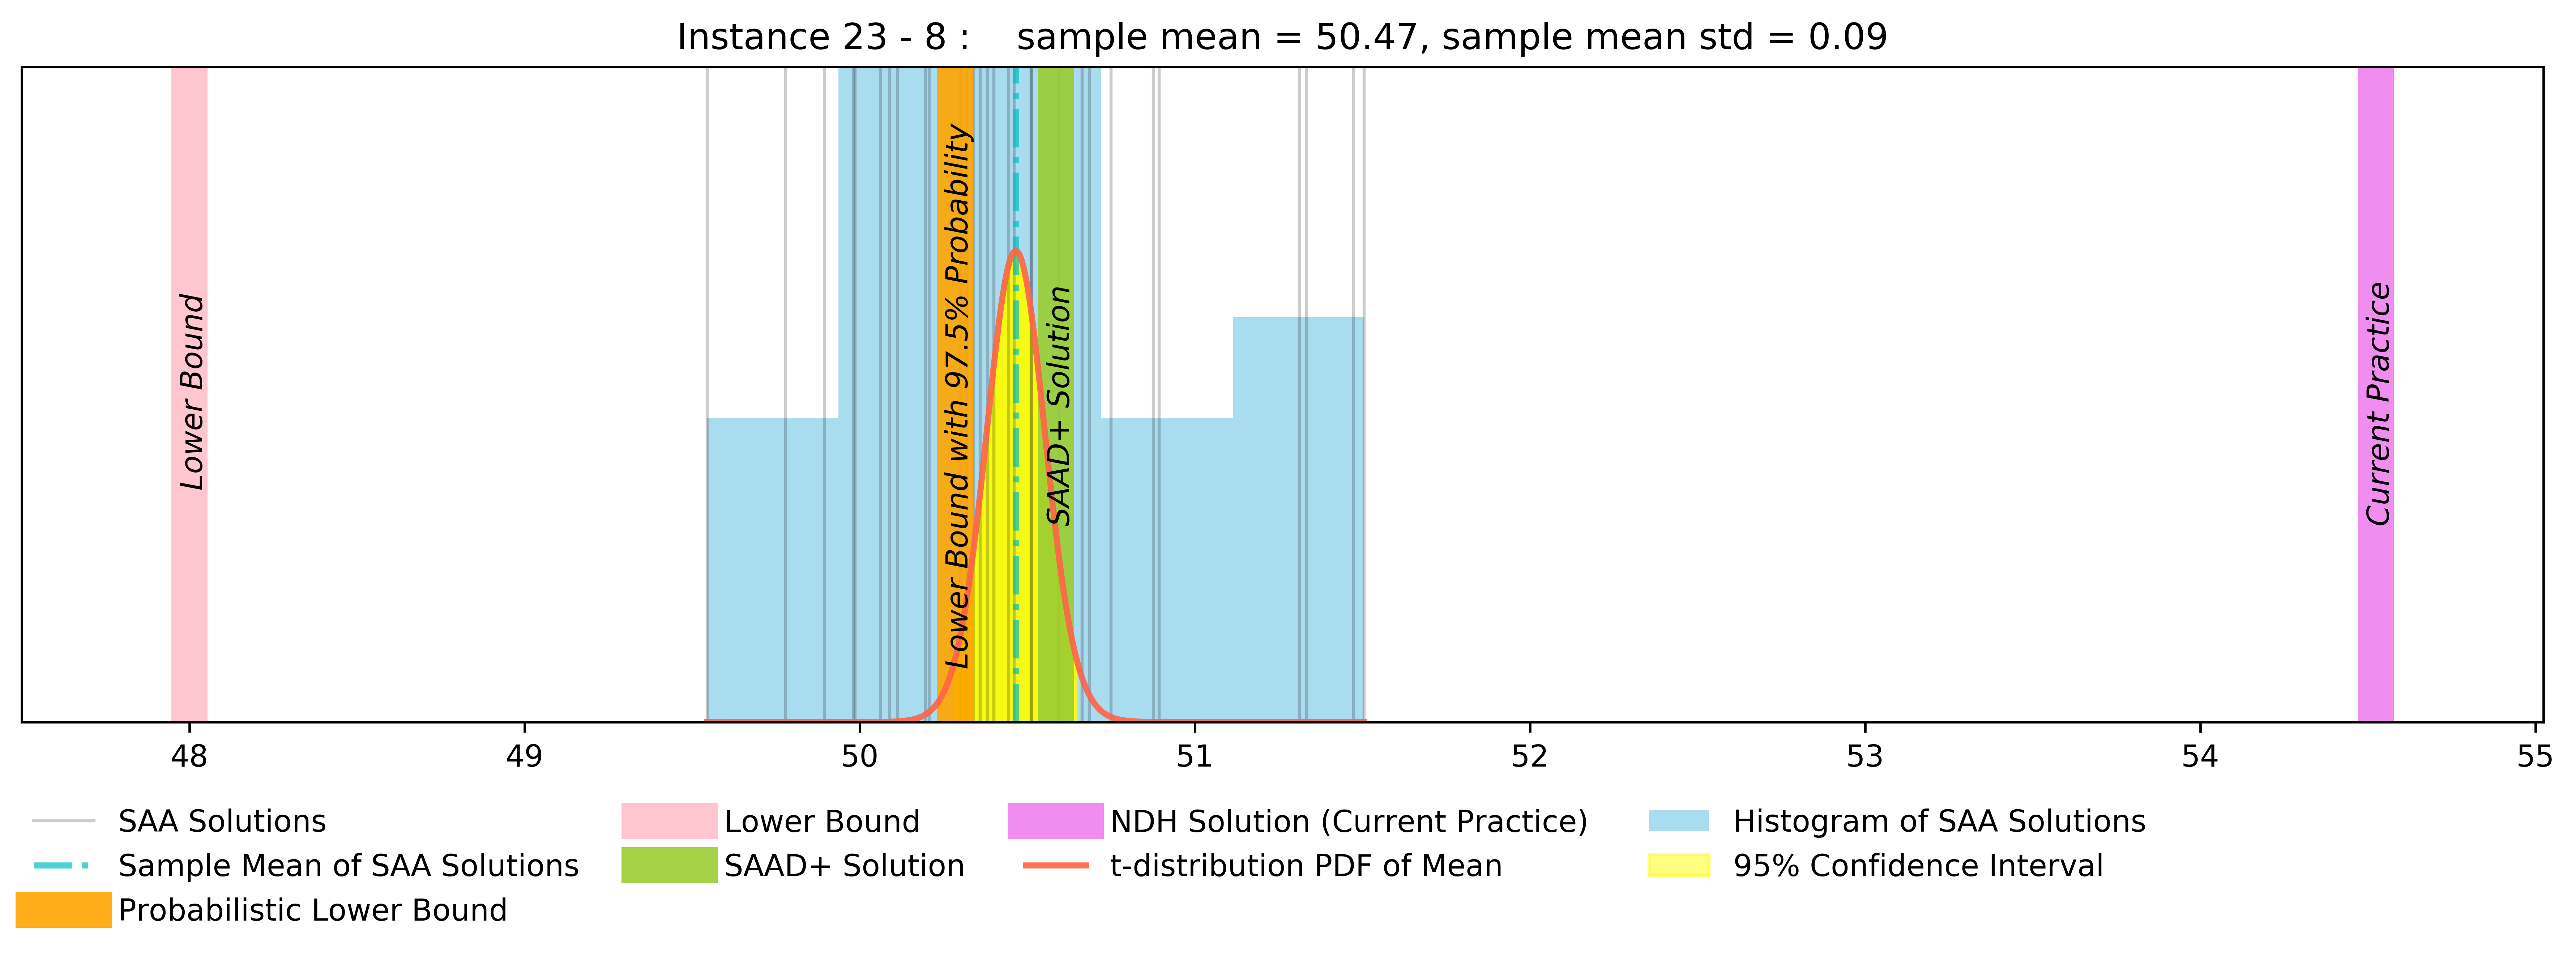 Instance 23 - 8 :    sample mean = 50.47, sample mean std = 0.09
Lower Bound
Lower Bound with 97.5% Probability
SAAD+ Solution
Current Practice
48 49 50 51 52 53 54 55
SAA Solutions
Sample Mean of SAA Solutions
Probabilistic Lower Bound
Lower Bound
SAAD+ Solution
NDH Solution (Current Practice)
t-distribution PDF of Mean
Histogram of SAA Solutions
95% Confidence Interval